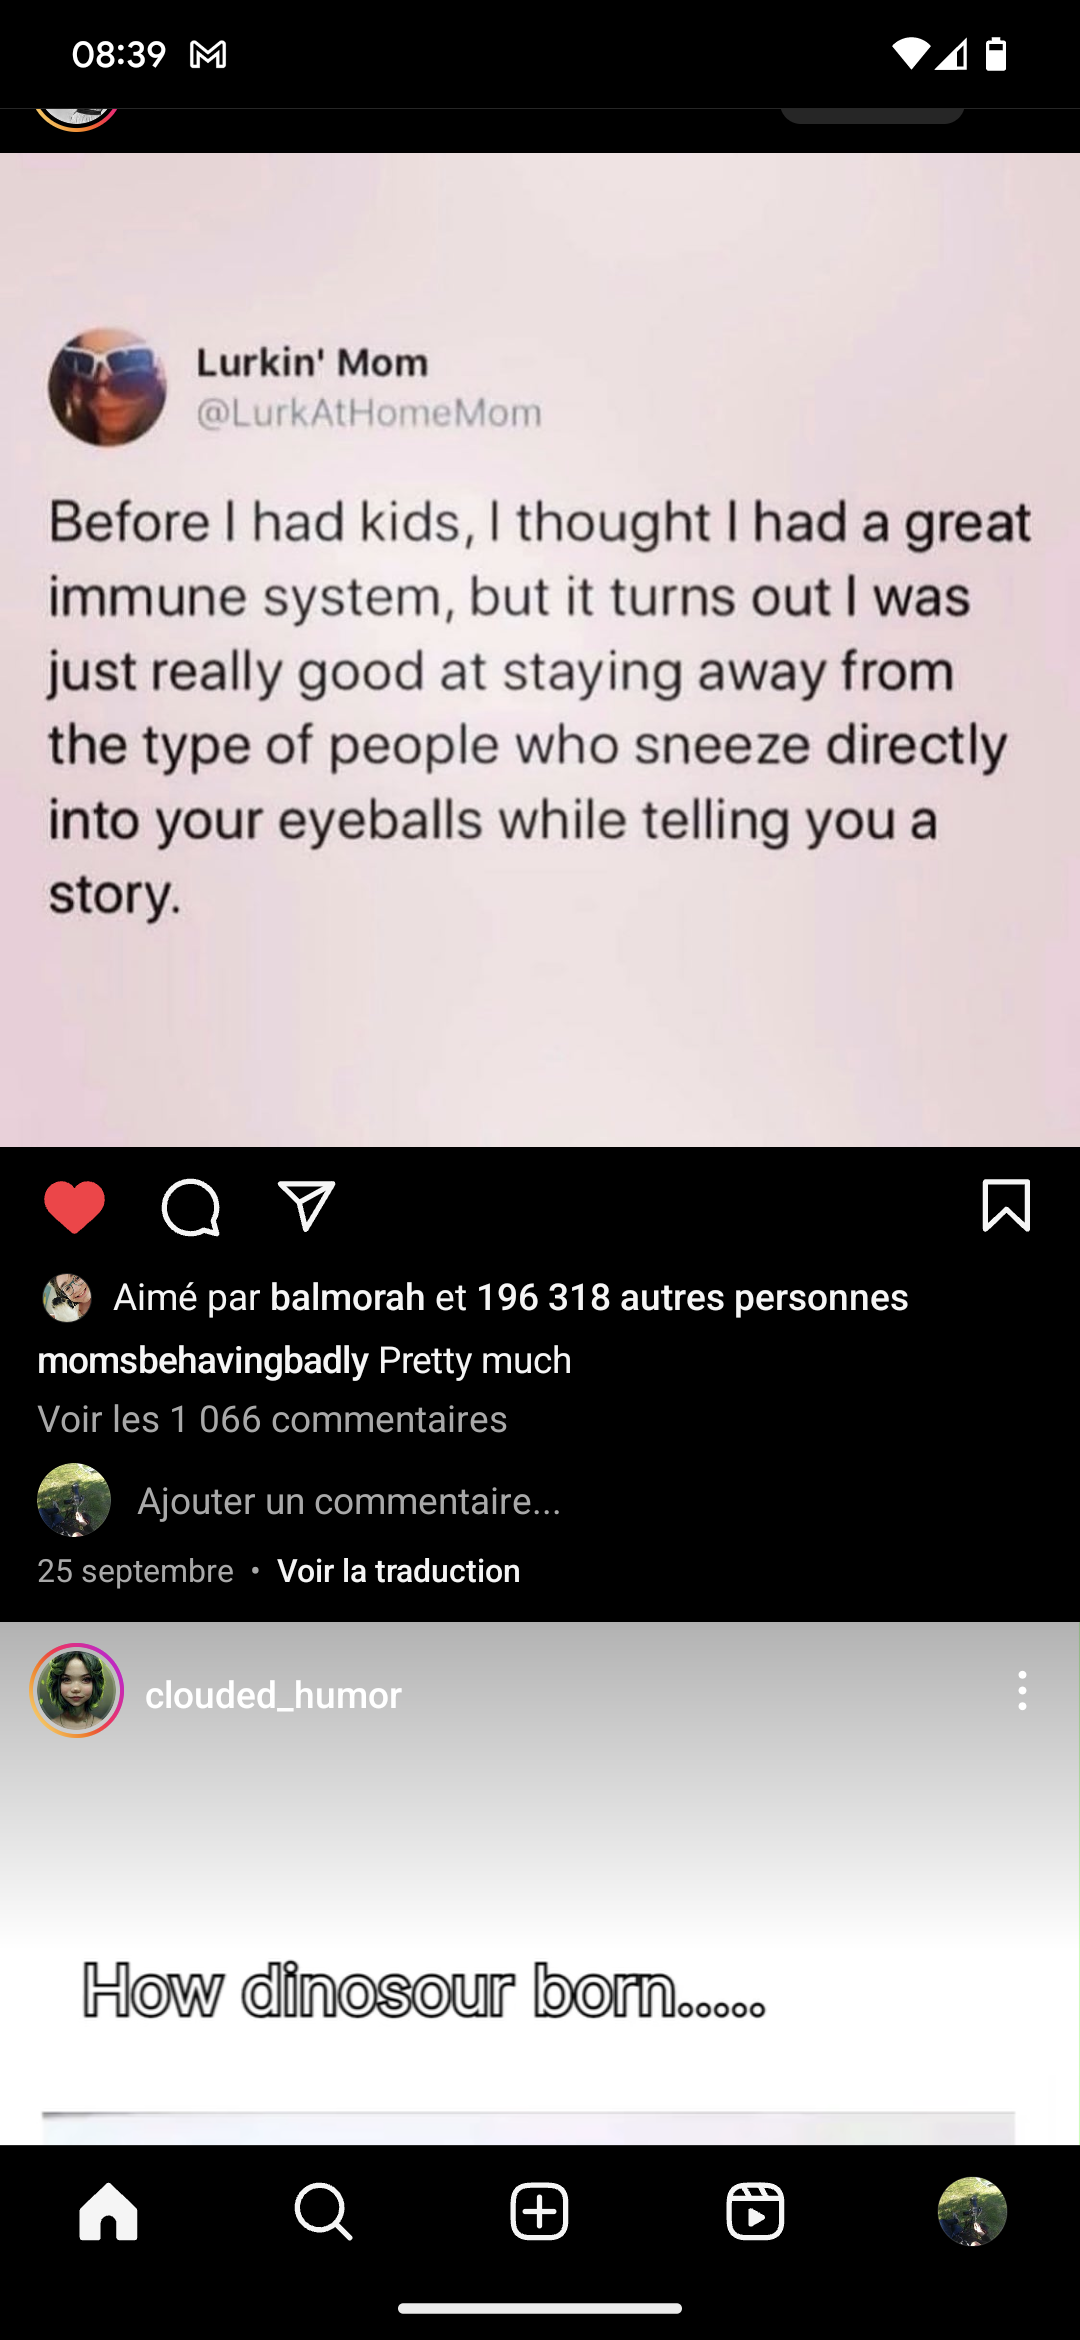 08:39
Lurkin' Mom
@LurkAtHomeMom
Before I had kids, I thought I had a great
immune system, but it turns out I was
just really good at staying away from
the type of people who sneeze directly
into your eyeballs while telling you a
story.
Aimé par balmorah et 196 318 autres personnes
momsbehavingbadly Pretty much
Voir les 1 066 commentaires
Ajouter un commentaire...
25 septembre • Voir la traduction
clouded_humor
How dinosour born.....